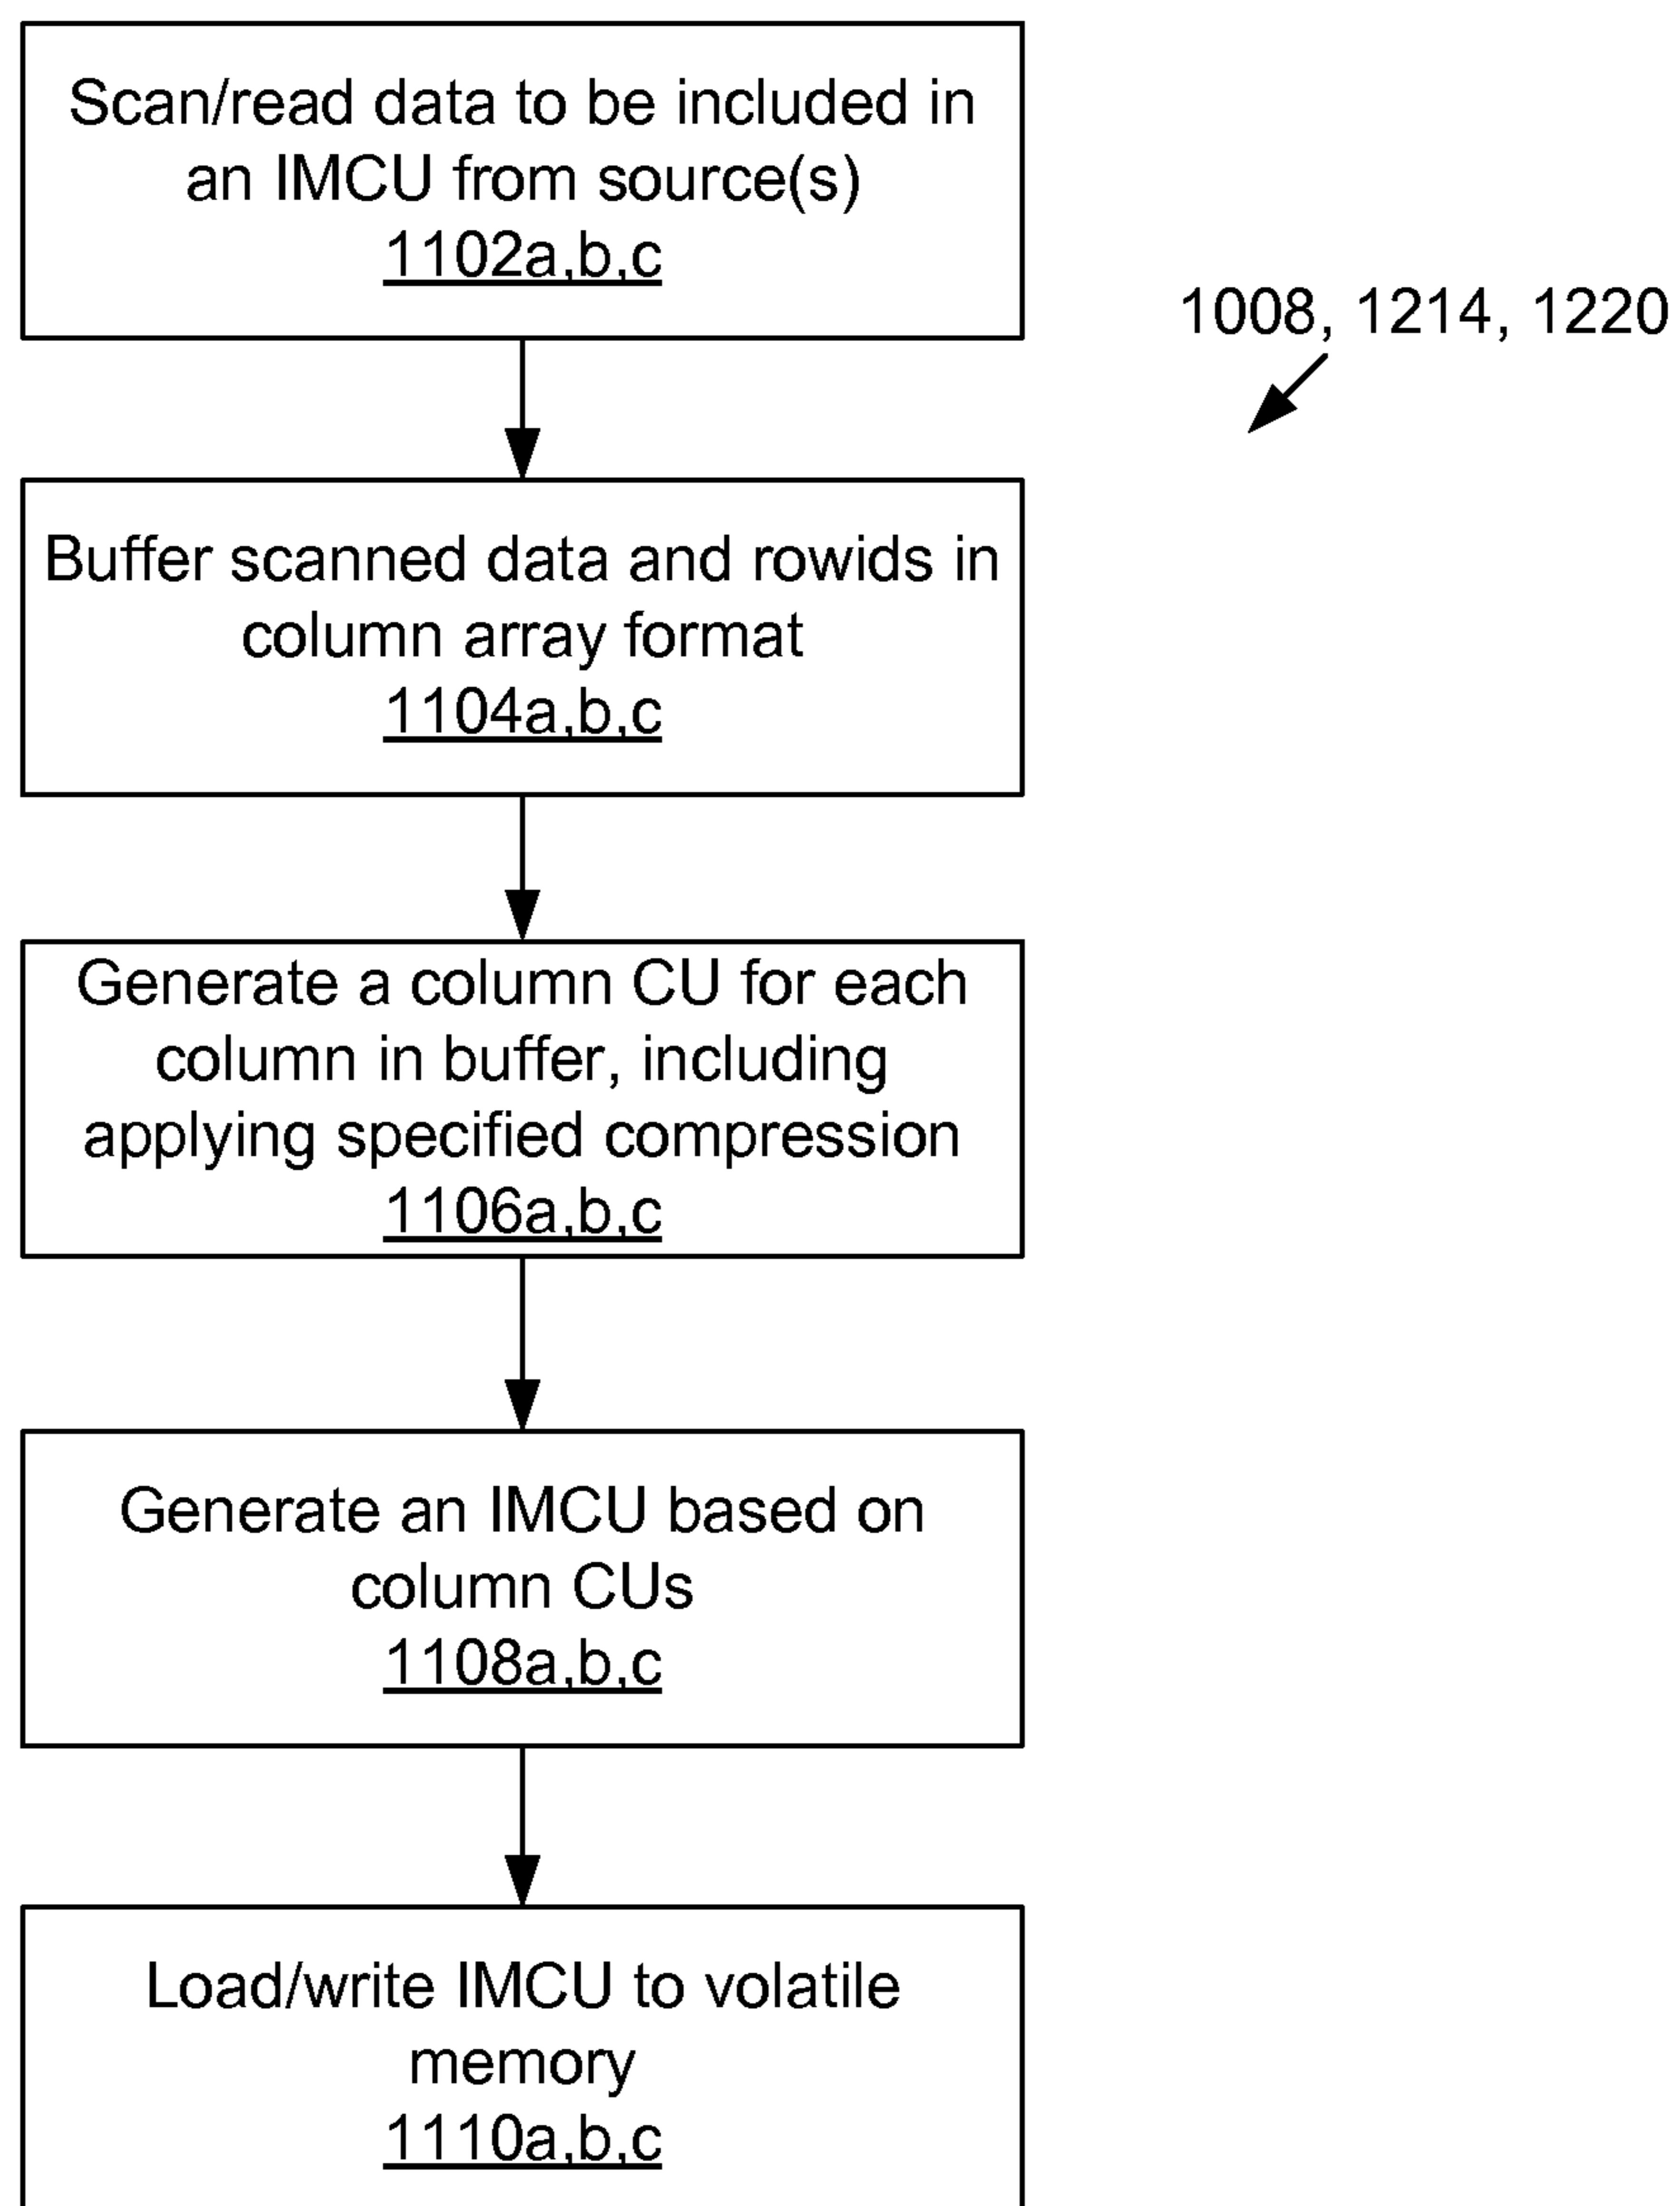 Scan/read data to be included in
an IMCU from source(s)
1102a,b,c
1008, 1214, 1220
Buffer scanned data and rowids in
column array format
1104a,b,c
Generate a column CU for each
column in buffer, including
applying specified compression
1106a,b,c
Generate an IMCU based on
column CUs
1108a,b,c
Load/write IMCU to volatile
memory
1110a,b,c